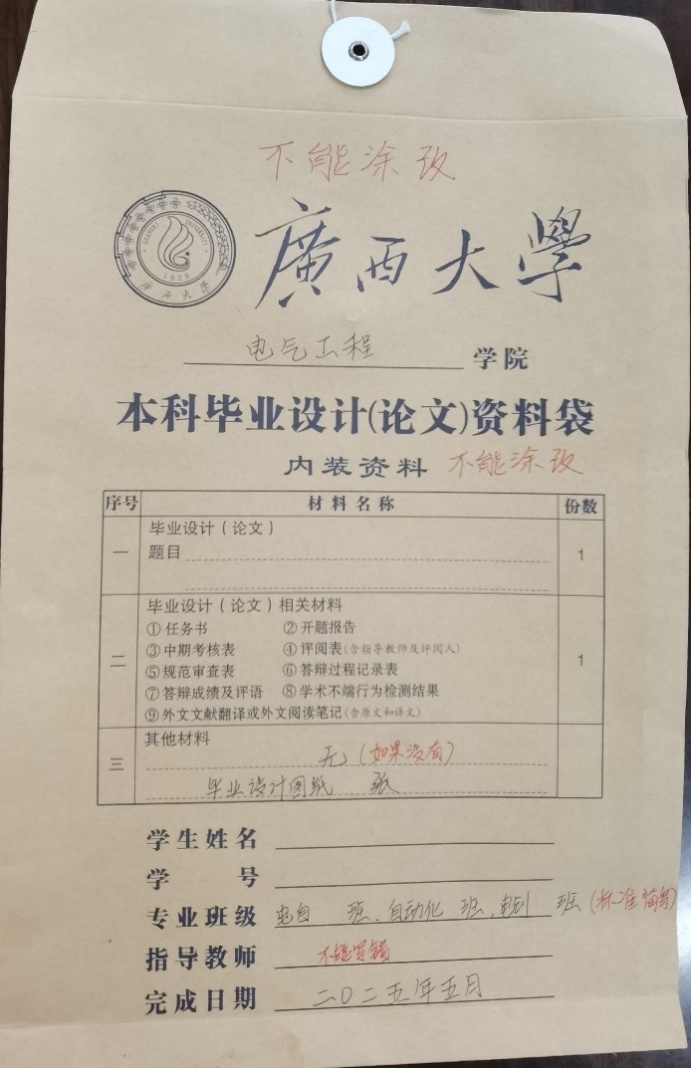 不能涂改
GUANGXI UNIVERSITY
1928
广西大学
廣西大學
电气工程 学院
本科毕业设计(论文)资料袋
内装资料 不能涂改
序号 材料名称 份数
一 毕业设计(论文) 1
题目
二 毕业设计(论文)相关材料 1
①任务书 ②开题报告
③中期考核表 ④评阅表(含指导教师及评阅人)
⑤规范审查表 ⑥答辩过程记录表
⑦答辩成绩及评语 ⑧学术不端行为检测结果
⑨外文文献翻译或外文阅读笔记(含原文和译文)
三 其他材料
无(如果没有)
毕业设计图纸 张
学生姓名
学号
专业班级 电自 班、自动化 班、电创 班(标准简写)
指导教师 不能写错
完成日期 二〇二五年五月